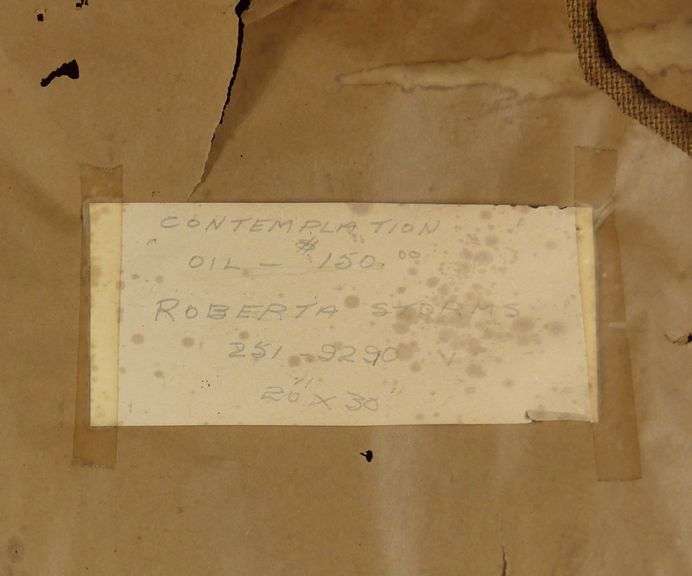 CONTEMPLATION
OIL - $150.00
ROBERTA STORMS
251-9290
20" X 30"